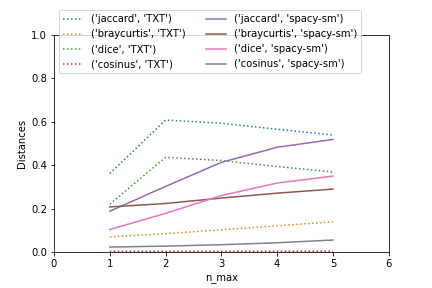 ('jaccard', 'TXT')
('braycurtis', 'TXT')
('dice', 'TXT')
('cosinus', 'TXT')
('jaccard', 'spacy-sm')
('braycurtis', 'spacy-sm')
('dice', 'spacy-sm')
('cosinus', 'spacy-sm')
1.0
0.8
0.6
0.4
0.2
0.0
Distances
0 1 2 3 4 5 6
n_max